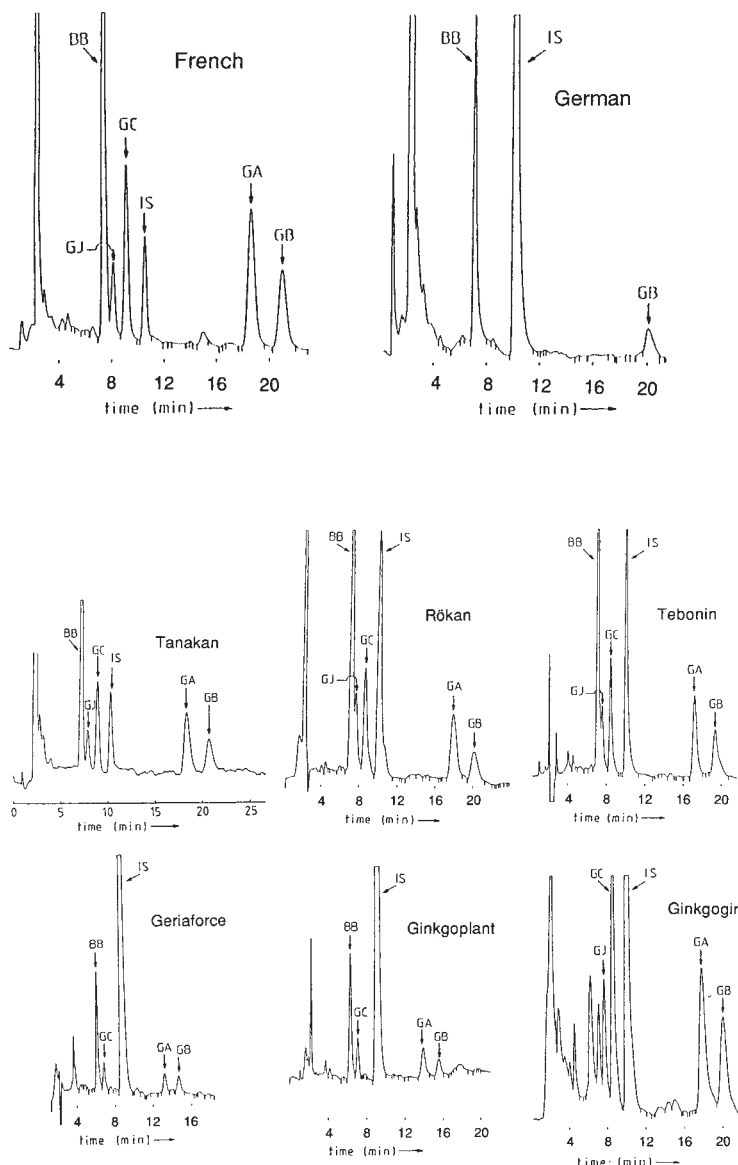 French
BB
GC
GJ
IS
GA
GB
4 8 12 16 20
time (min)
German
BB
IS
GB
4 8 12 16 20
time (min)
Tanakan
BB
GJ
GC
IS
GA
GB
0 5 10 15 20 25
time (min)
Rökan
BB
IS
GJ
GC
GA
GB
4 8 12 16 20
time (min)
Tebonin
BB
IS
GC
GJ
GA
GB
4 8 12 16 20
time (min)
Geriaforce
IS
BB
GC
GA
GB
4 8 12 16
time (min)
Ginkgoplant
IS
BB
GC
GA
GB
4 8 12 16 20
time (min)
Ginkgogin
GC
IS
GJ
GA
GB
4 8 12 16 20
time (min)